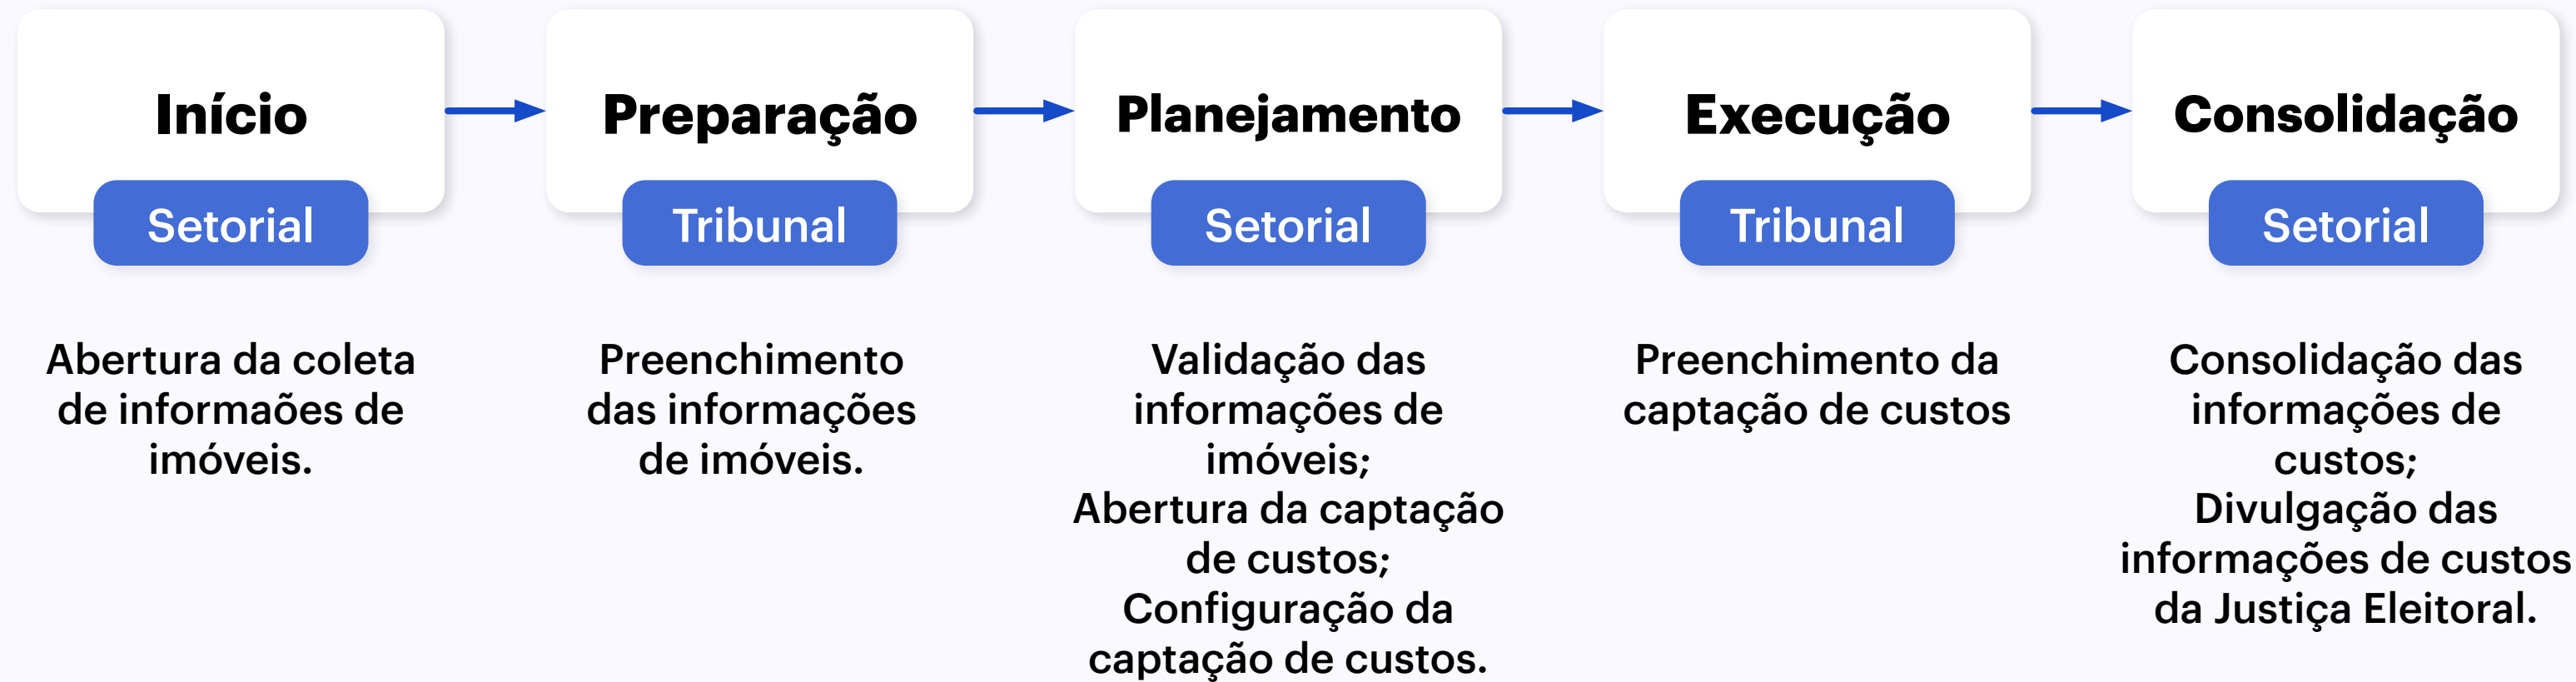 Início
Setorial
Abertura da coleta
de informaões de
imóveis.
Preparação
Tribunal
Preenchimento
das informações
de imóveis.
Planejamento
Setorial
Validação das
informações de
imóveis;
Abertura da captação
de custos;
Configuração da
captação de custos.
Execução
Tribunal
Preenchimento da
captação de custos
Consolidação
Setorial
Consolidação das
informações de
custos;
Divulgação das
informações de custos
da Justiça Eleitoral.